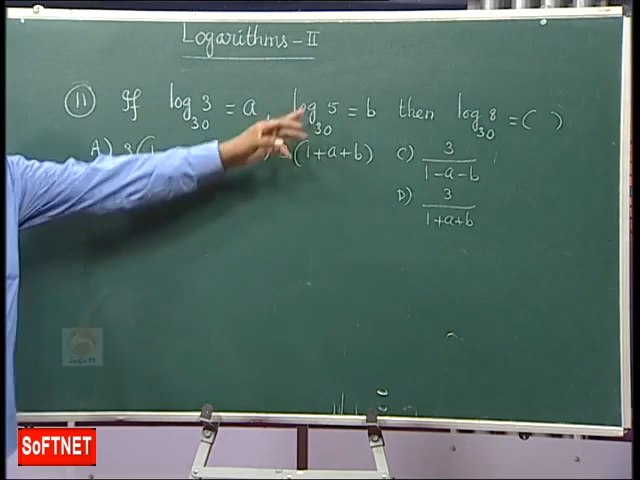 Logarithms - II
(11) If log₃₀ 3 = a, log₃₀ 5 = b then log₃₀ 8 = ( )
A) 3(1 (1+a+b) C) 3/(1-a-b)
D) 3/(1+a+b)
SoFTNET